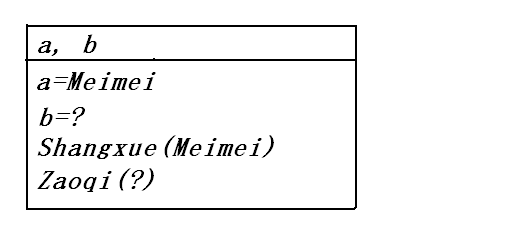 a, b
a=Meimei
b=?
Shangxue(Meimei)
Zaoqi(?)